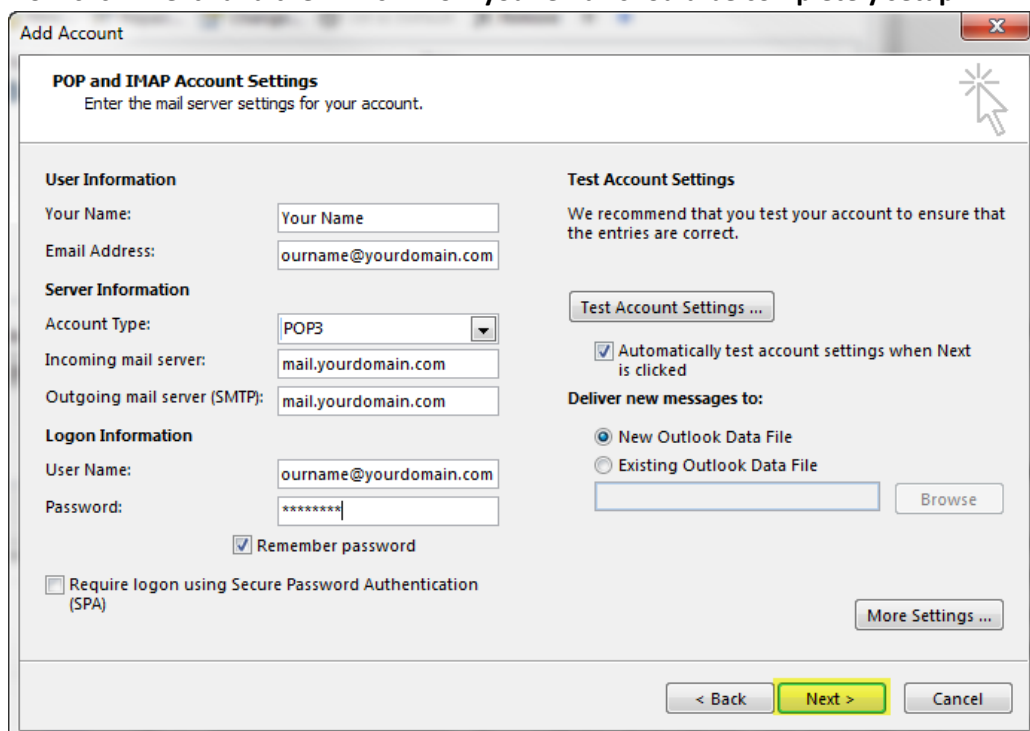 Add Account
POP and IMAP Account Settings
Enter the mail server settings for your account.
User Information
Your Name: Your Name
Email Address: ourname@yourdomain.com
Server Information
Account Type: POP3
Incoming mail server: mail.yourdomain.com
Outgoing mail server (SMTP): mail.yourdomain.com
Logon Information
User Name: ourname@yourdomain.com
Password: ********
Remember password
Require logon using Secure Password Authentication
(SPA)
Test Account Settings
We recommend that you test your account to ensure that
the entries are correct.
Test Account Settings ...
Automatically test account settings when Next
is clicked
Deliver new messages to:
New Outlook Data File
Existing Outlook Data File
Browse
More Settings ...
< Back Next > Cancel